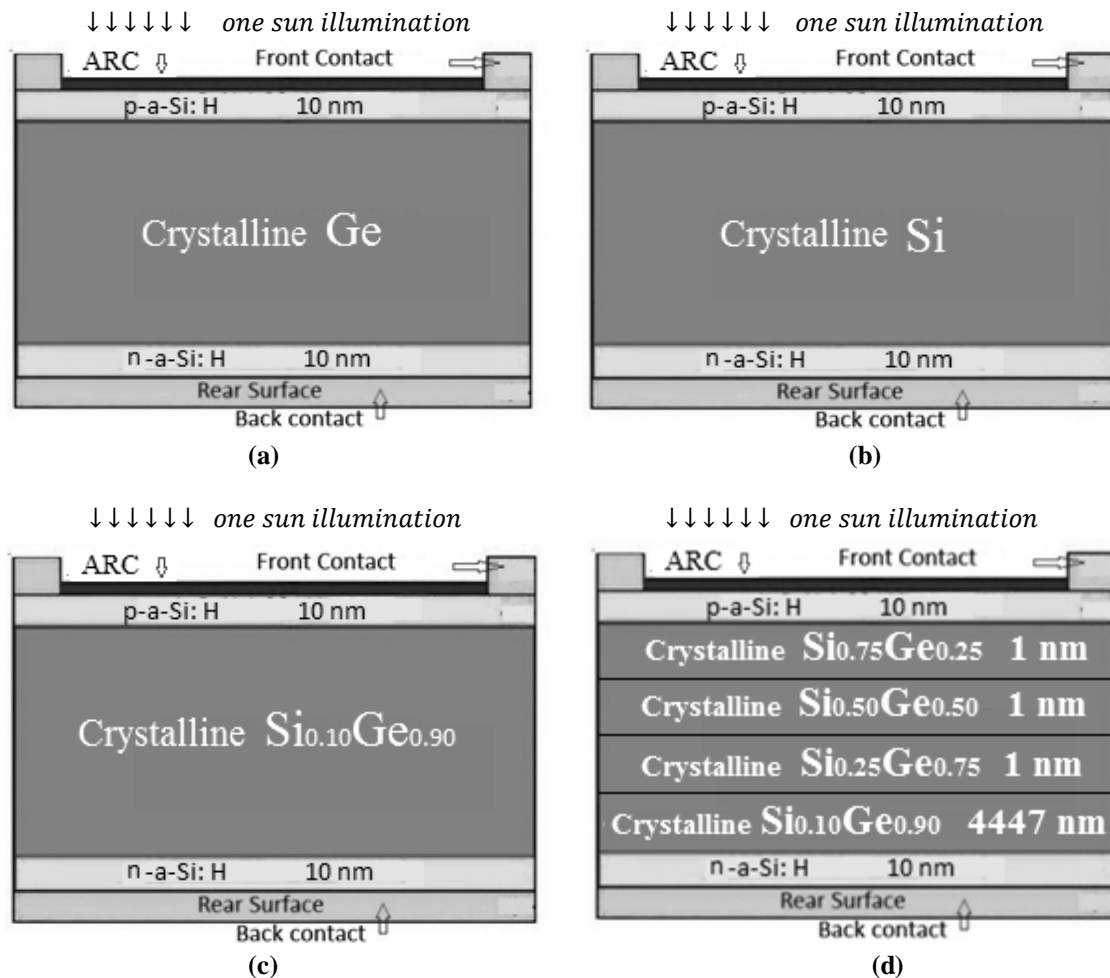 ↓↓↓↓↓↓ one sun illumination
ARC Front Contact
p-a-Si: H 10 nm
Crystalline Ge
n -a-Si: H 10 nm
Rear Surface
Back contact
(a)
↓↓↓↓↓↓ one sun illumination
ARC Front Contact
p-a-Si: H 10 nm
Crystalline Si
n-a-Si: H 10 nm
Rear Surface
Back contact
(b)
↓↓↓↓↓↓ one sun illumination
ARC Front Contact
p-a-Si: H 10 nm
Crystalline Si0.10Ge0.90
n -a-Si: H 10 nm
Rear Surface
Back contact
(c)
↓↓↓↓↓↓ one sun illumination
ARC Front Contact
p-a-Si: H 10 nm
Crystalline Si0.75Ge0.25 1 nm
Crystalline Si0.50Ge0.50 1 nm
Crystalline Si0.25Ge0.75 1 nm
Crystalline Si0.10Ge0.90 4447 nm
n-a-Si: H 10 nm
Rear Surface
Back contact
(d)